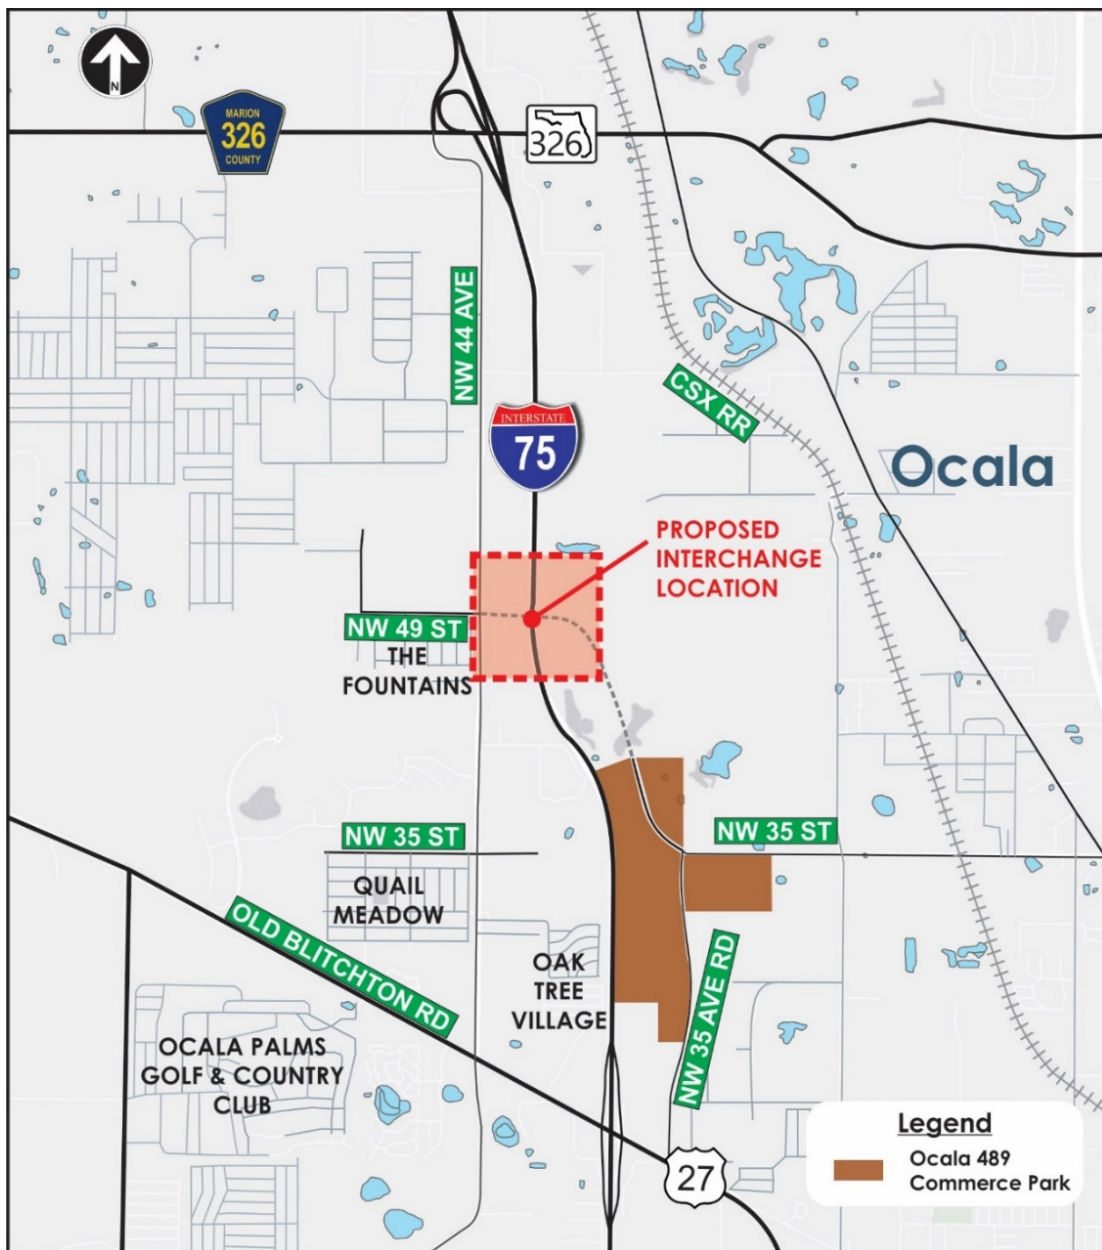 N
MARION
326
COUNTY
326
NW 44 AVE
CSX RR
INTERSTATE
75
Ocala
PROPOSED
INTERCHANGE
LOCATION
NW 49 ST
THE
FOUNTAINS
NW 35 ST
NW 35 ST
QUAIL
MEADOW
OLD BLITCHTON RD
OAK
TREE
VILLAGE
NW 35 AVE RD
OCALA PALMS
GOLF & COUNTRY
CLUB
27
Legend
Ocala 489
Commerce Park